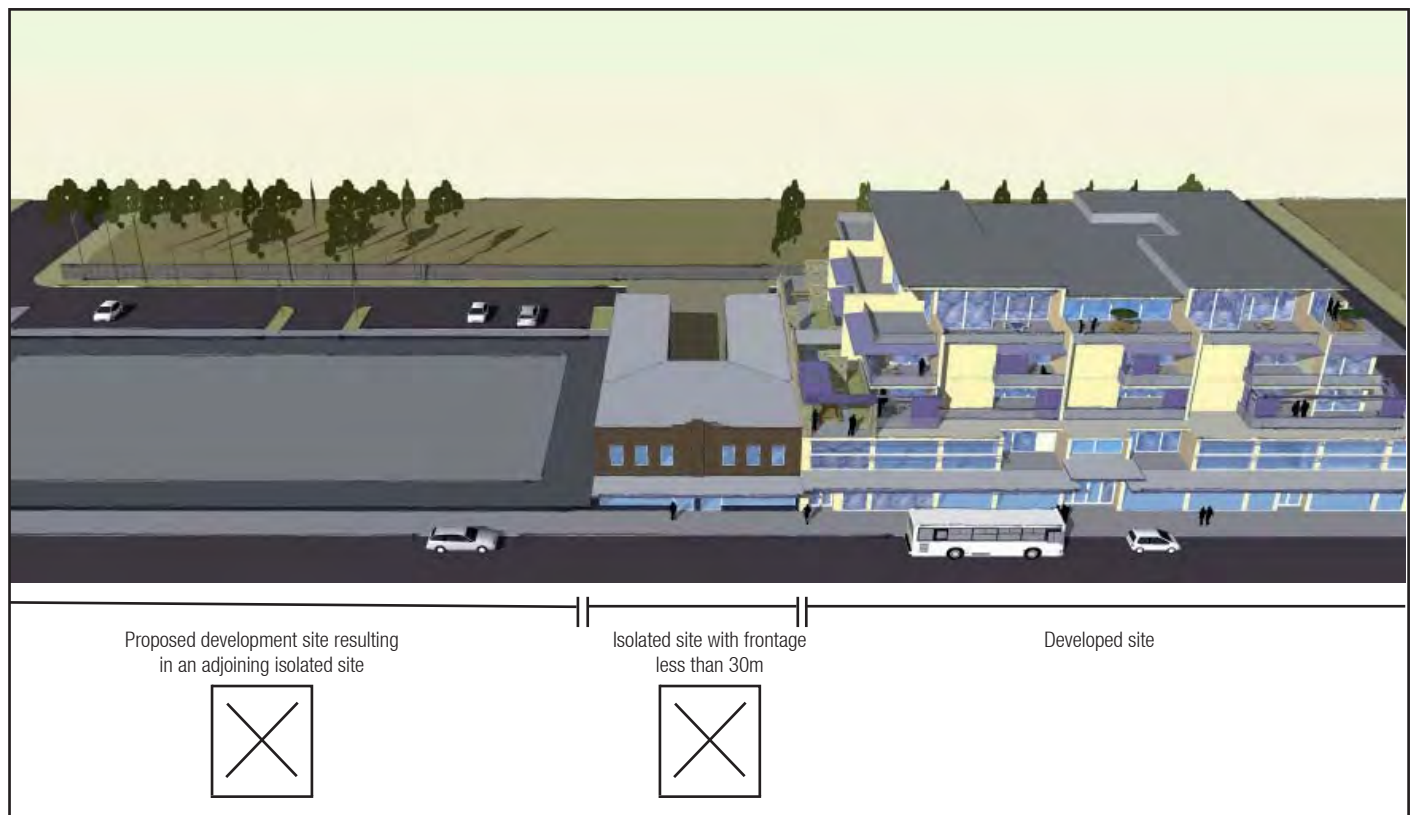 Proposed development site resulting
in an adjoining isolated site
Isolated site with frontage
less than 30m
Developed site